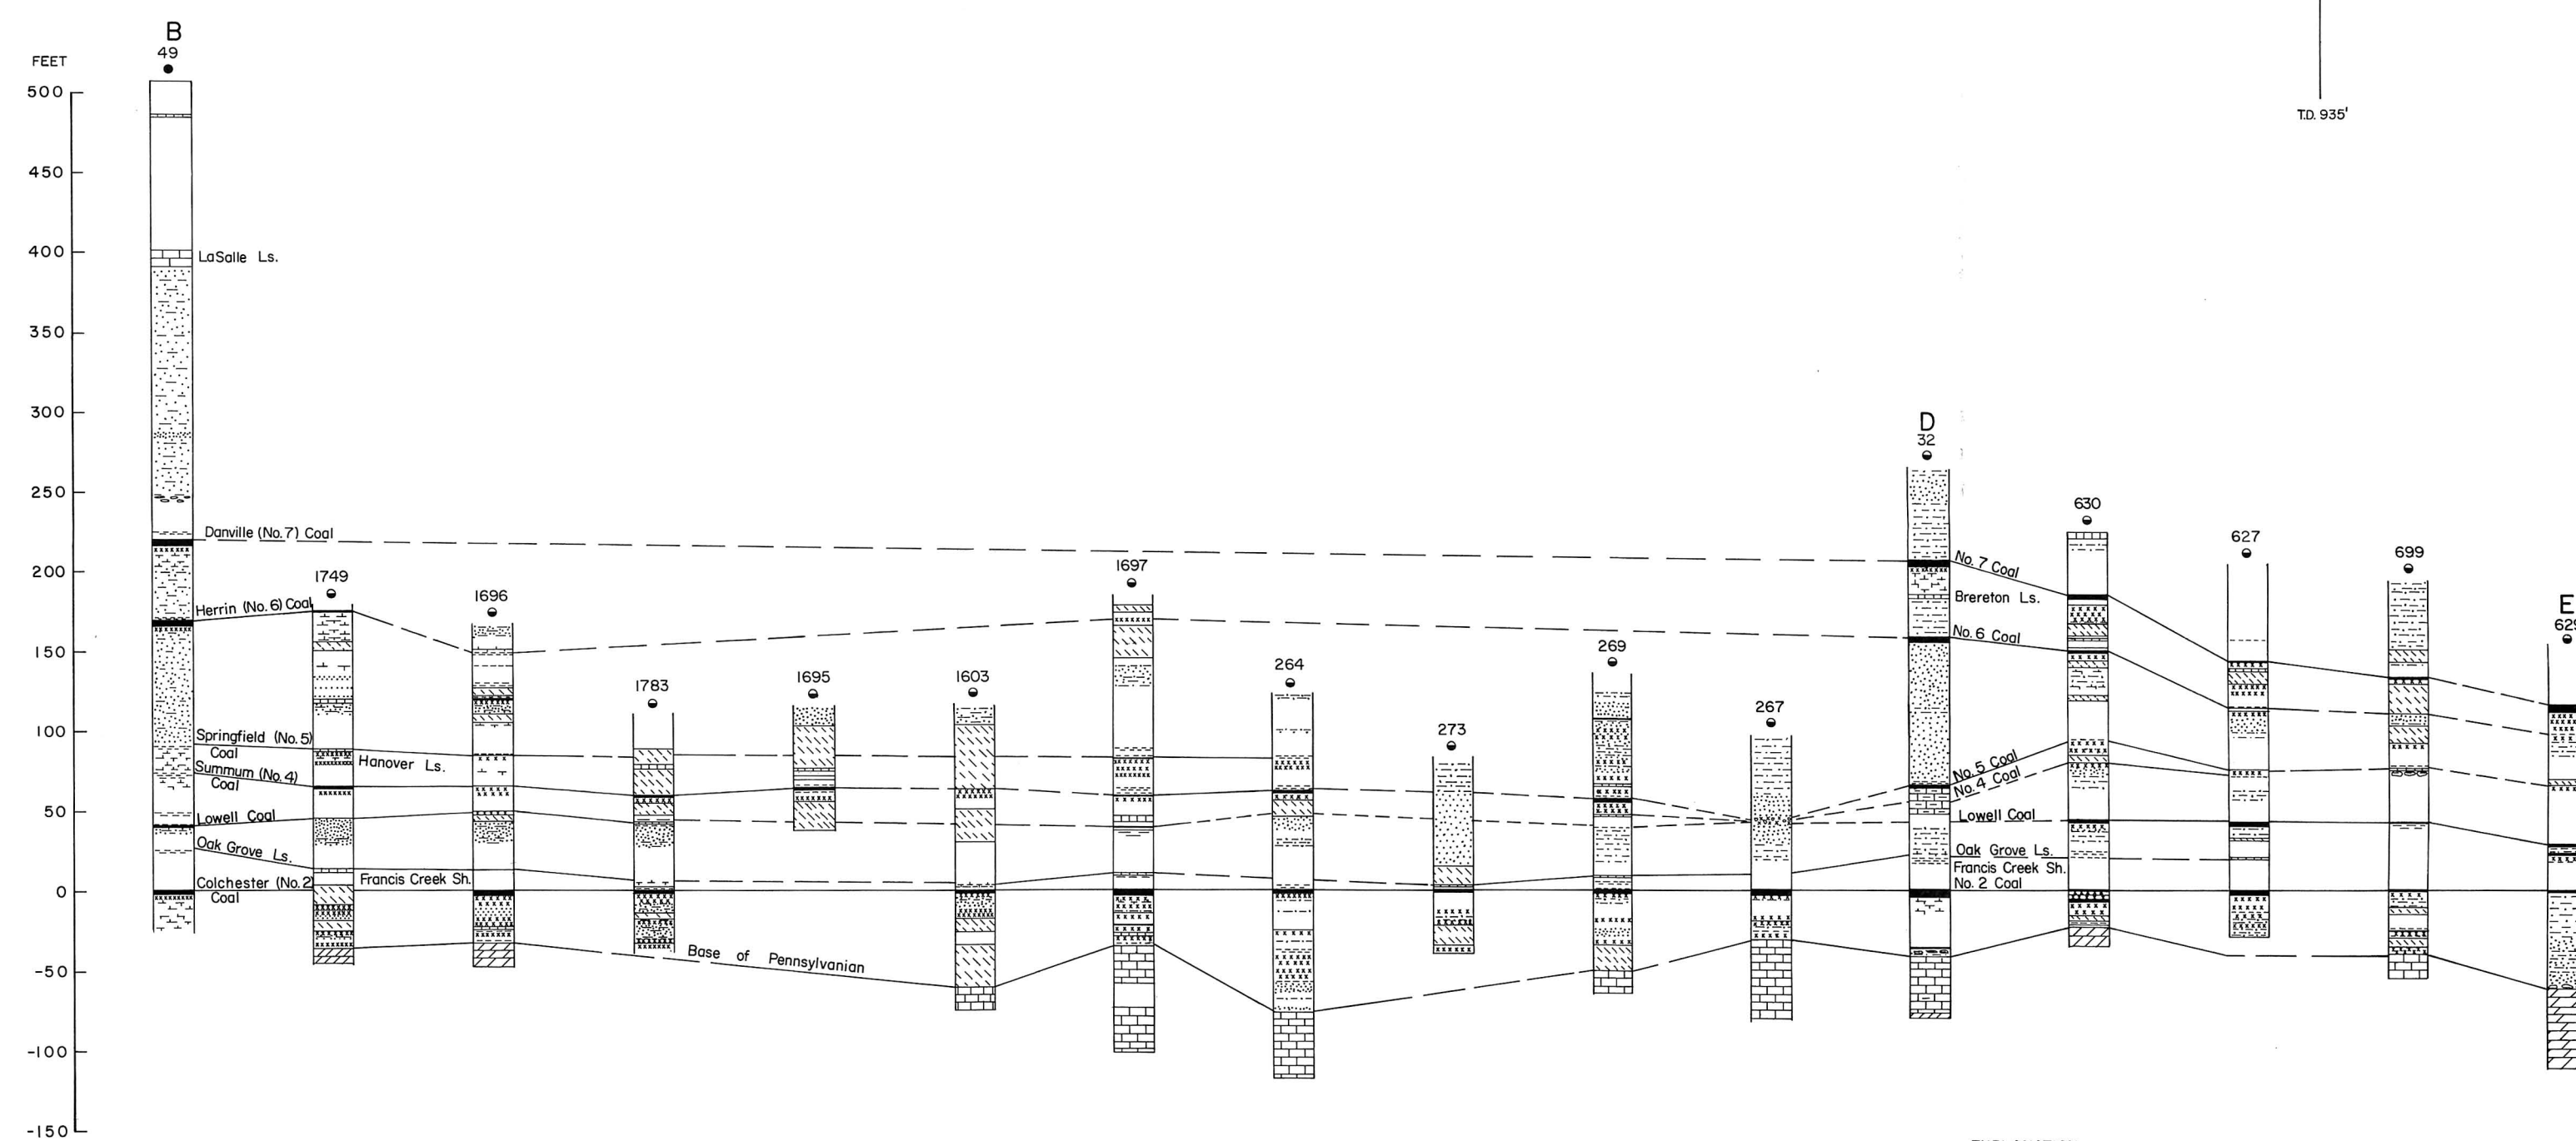 B
49
FEET
500
T.D. 935'
450
400
LaSalle Ls.
350
300
D
32
250
630
Danville (No. 7) Coal
627
699
No. 7 Coal
200
1697
1749
1696
Herrin (No. 6) Coal
Brereton Ls.
E
629
No. 6 Coal
150
269
264
1783
1695
1603
267
273
100
Springfield (No. 5)
Coal
Hanover Ls.
Summum (No. 4)
Coal
No. 5 Coal
No. 4 Coal
50
Lowell Coal
Lowell Coal
Oak Grove Ls.
Oak Grove Ls.
Francis Creek Sh.
Francis Creek Sh.
Colchester (No. 2)
Coal
No. 2 Coal
0
-50
Base of Pennsylvanian
-100
-150